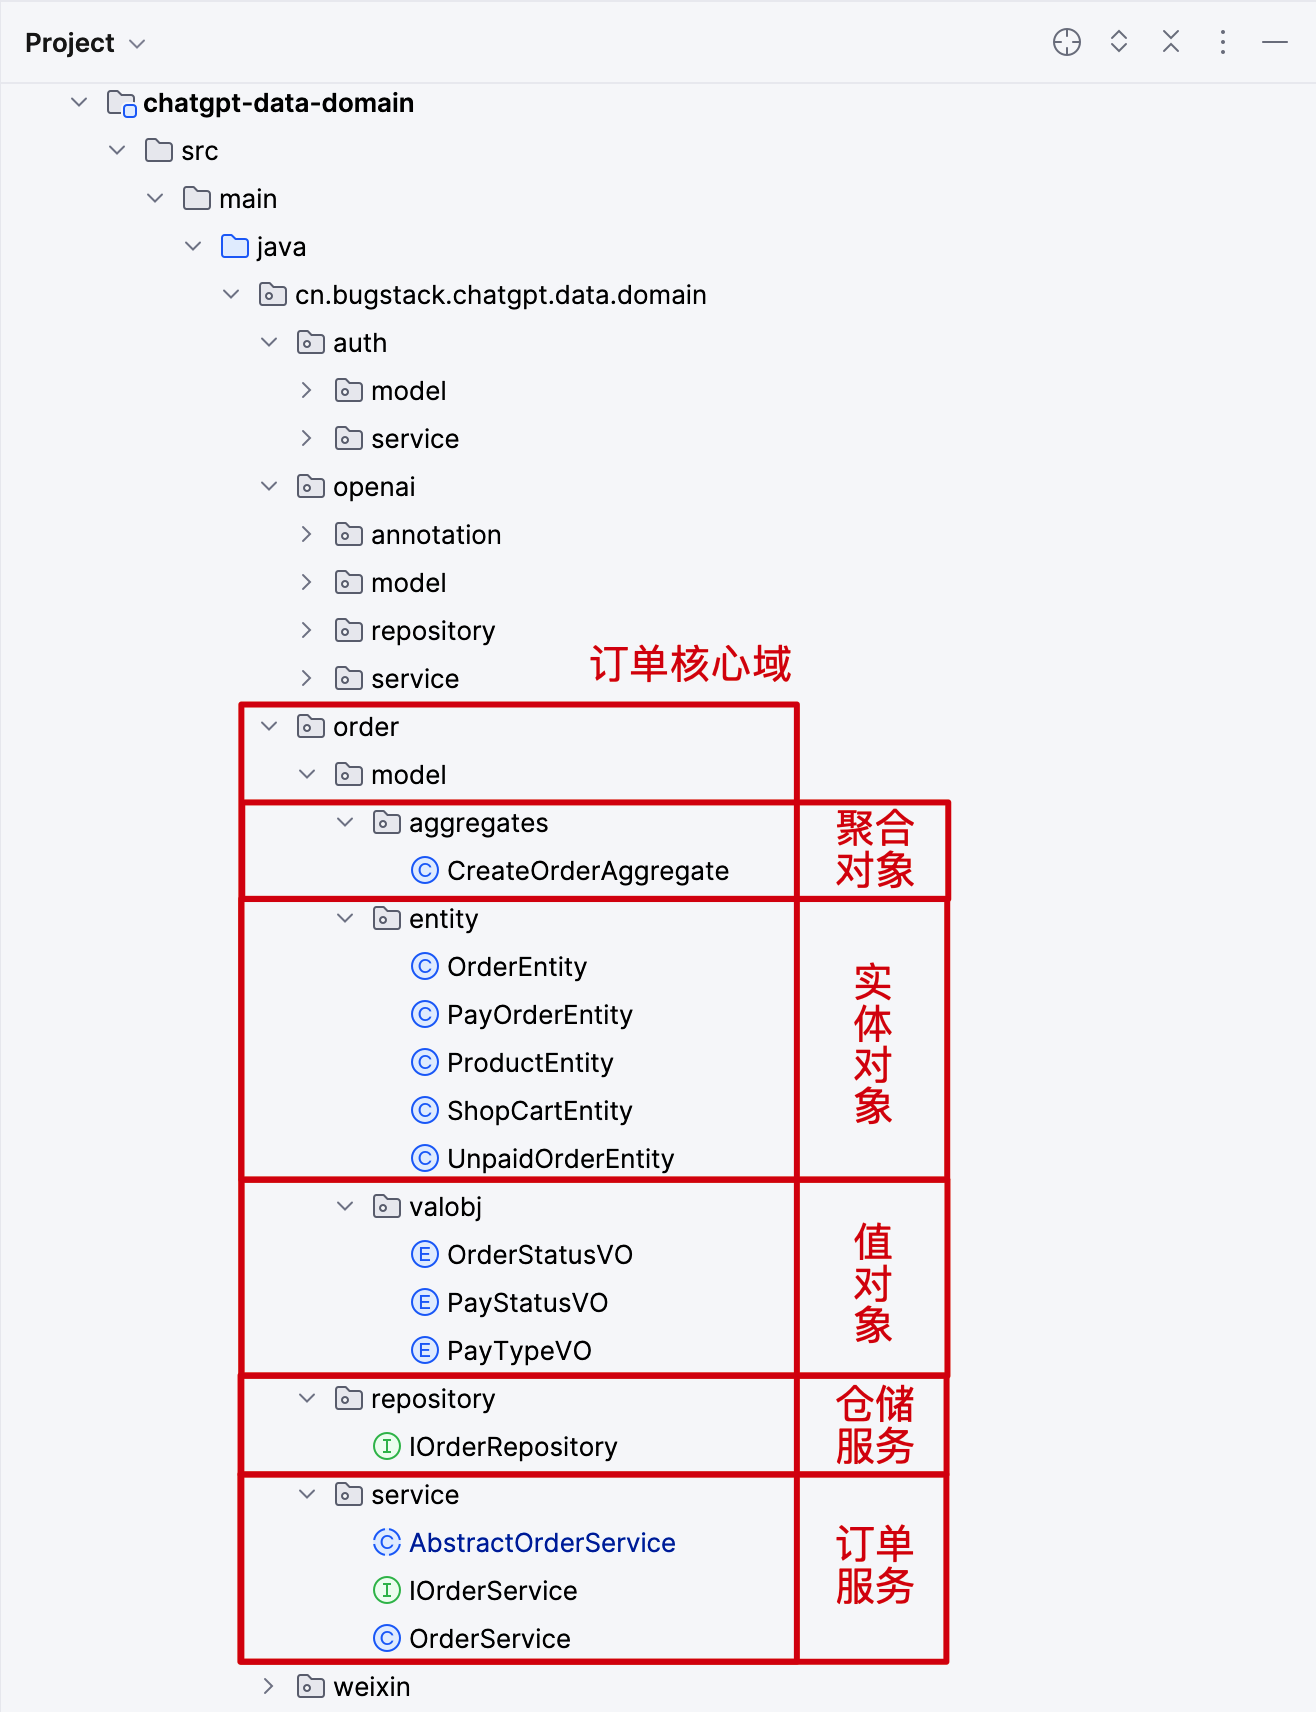 Project
chatgpt-data-domain
src
main
java
cn.bugstack.chatgpt.data.domain
auth
model
service
openai
annotation
model
repository
service
订单核心域
order
model
aggregates
CreateOrderAggregate
聚合
对象
entity
OrderEntity
PayOrderEntity
ProductEntity
ShopCartEntity
UnpaidOrderEntity
实
体
对
象
valobj
OrderStatusVO
PayStatusVO
PayTypeVO
值
对
象
repository
IOrderRepository
仓储
服务
service
AbstractOrderService
IOrderService
OrderService
订单
服务
weixin